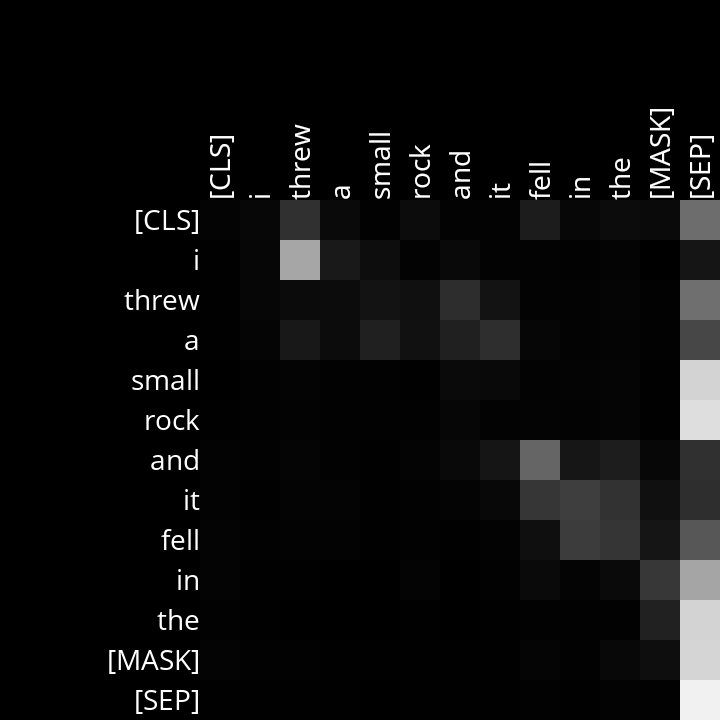 [CLS] i threw a small rock and it fell in the [MASK] [SEP]
[CLS]
i
threw
a
small
rock
and
it
fell
in
the
[MASK]
[SEP]